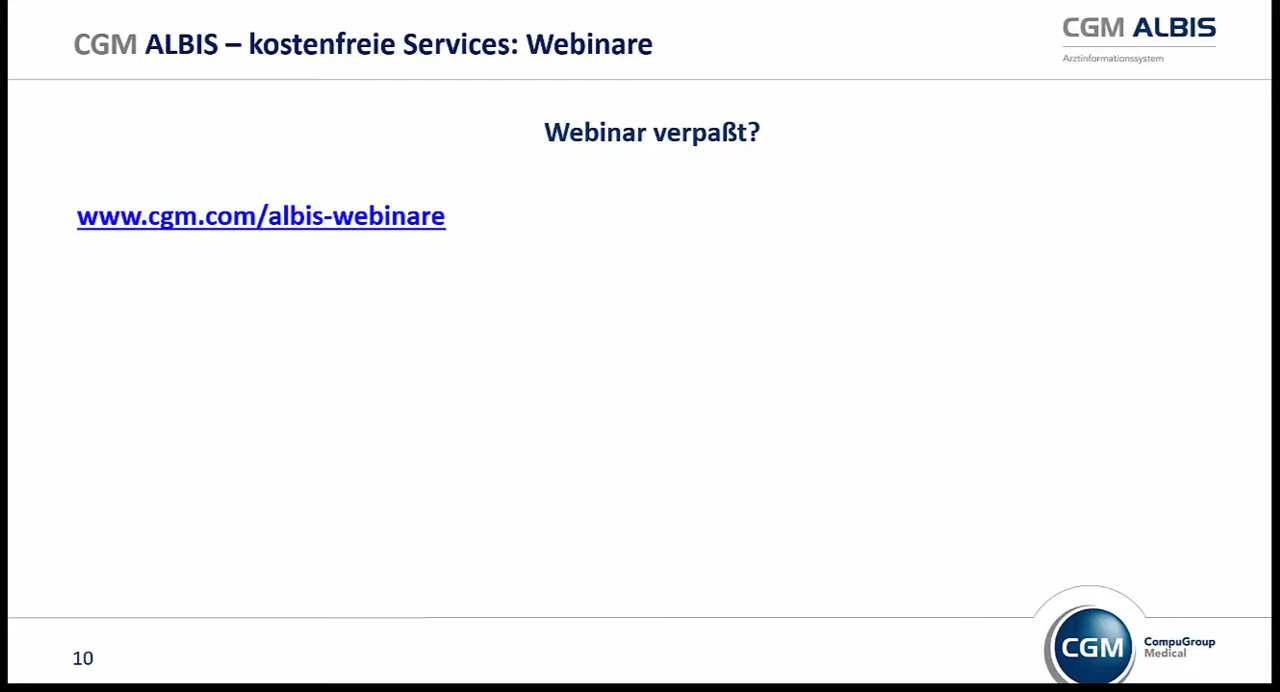 CGM ALBIS – kostenfreie Services: Webinare
CGM ALBIS
Arztinformationssystem
Webinar verpaßt?
www.cgm.com/albis-webinare
10
CGM
CompuGroup
Medical